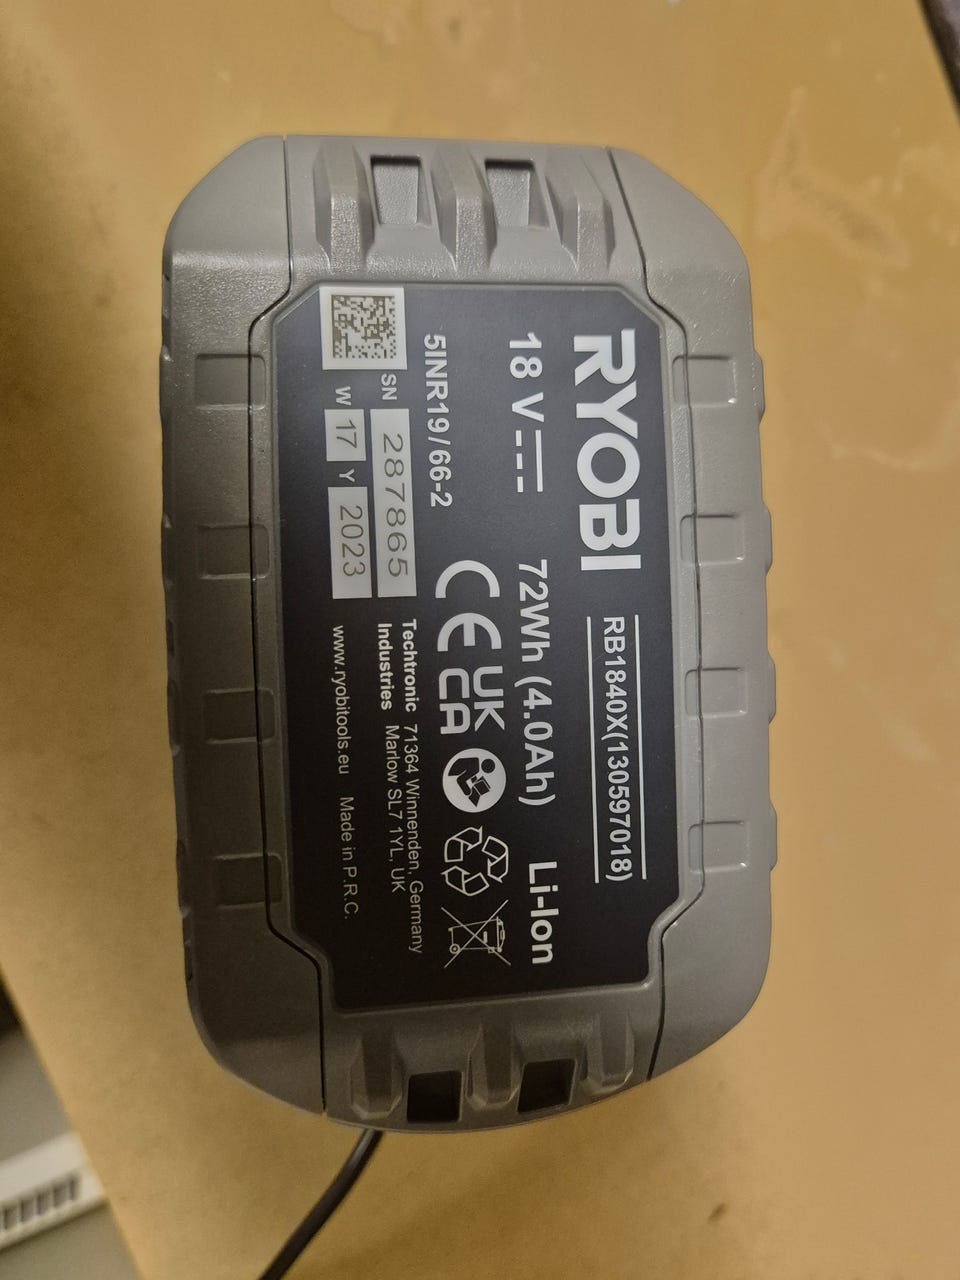 RYOBI
RB1840X(130597018)
18 V
72Wh (4.0Ah)
Li-Ion
5INR19/66-2
CE
UK
CA
SN 287865
W 17 Y 2023
Techtronic
Industries
71364 Winnenden, Germany
Marlow SL7 1YL, UK
www.ryobitools.eu
Made in P.R.C.